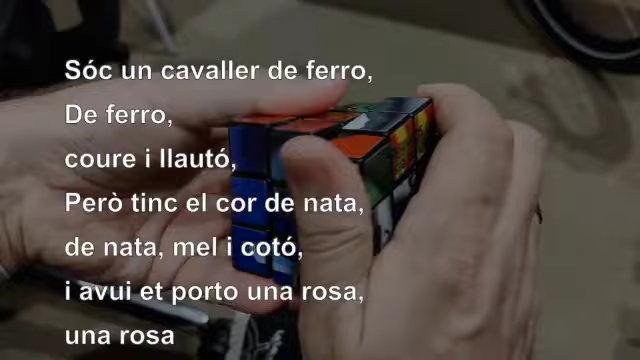 Sóc un cavaller de ferro,
De ferro,
coure i llautó,
Però tinc el cor de nata,
de nata, mel i cotó,
i avui et porto una rosa,
una rosa